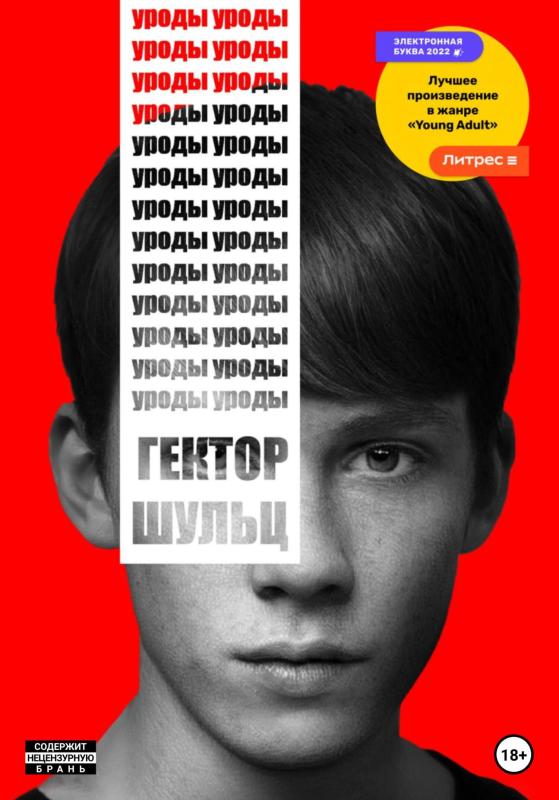 уроды уроды
уроды уроды
уроды уроды
уроды уроды
уроды уроды
уроды уроды
уроды уроды
уроды уроды
уроды уроды
уроды уроды
уроды уроды
уроды уроды
уроды уроды
ГЕКТОР
ШУЛЬЦ
ЭЛЕКТРОННАЯ
БУКВА 2022
Лучшее
произведение
в жанре
«Young Adult»
Литрес
СОДЕРЖИТ
НЕЦЕНЗУРНУЮ
БРАНЬ
18+